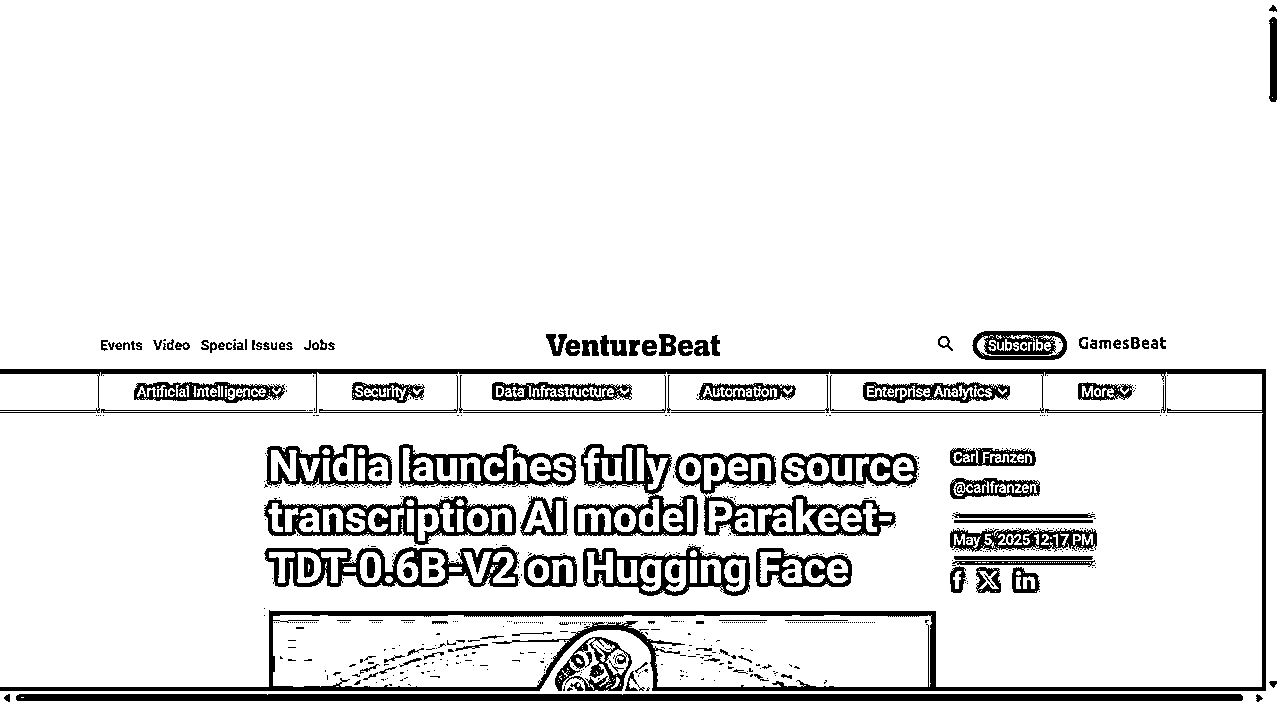 Events Video Special Issues Jobs
VentureBeat
Subscribe
GamesBeat
Artificial Intelligence
Security
Data Infrastructure
Automation
Enterprise Analytics
More
Nvidia launches fully open source
transcription AI model Parakeet-
TDT-0.6B-V2 on Hugging Face
Carl Franzen
@carlfranzen
May 5, 2025 12:17 PM